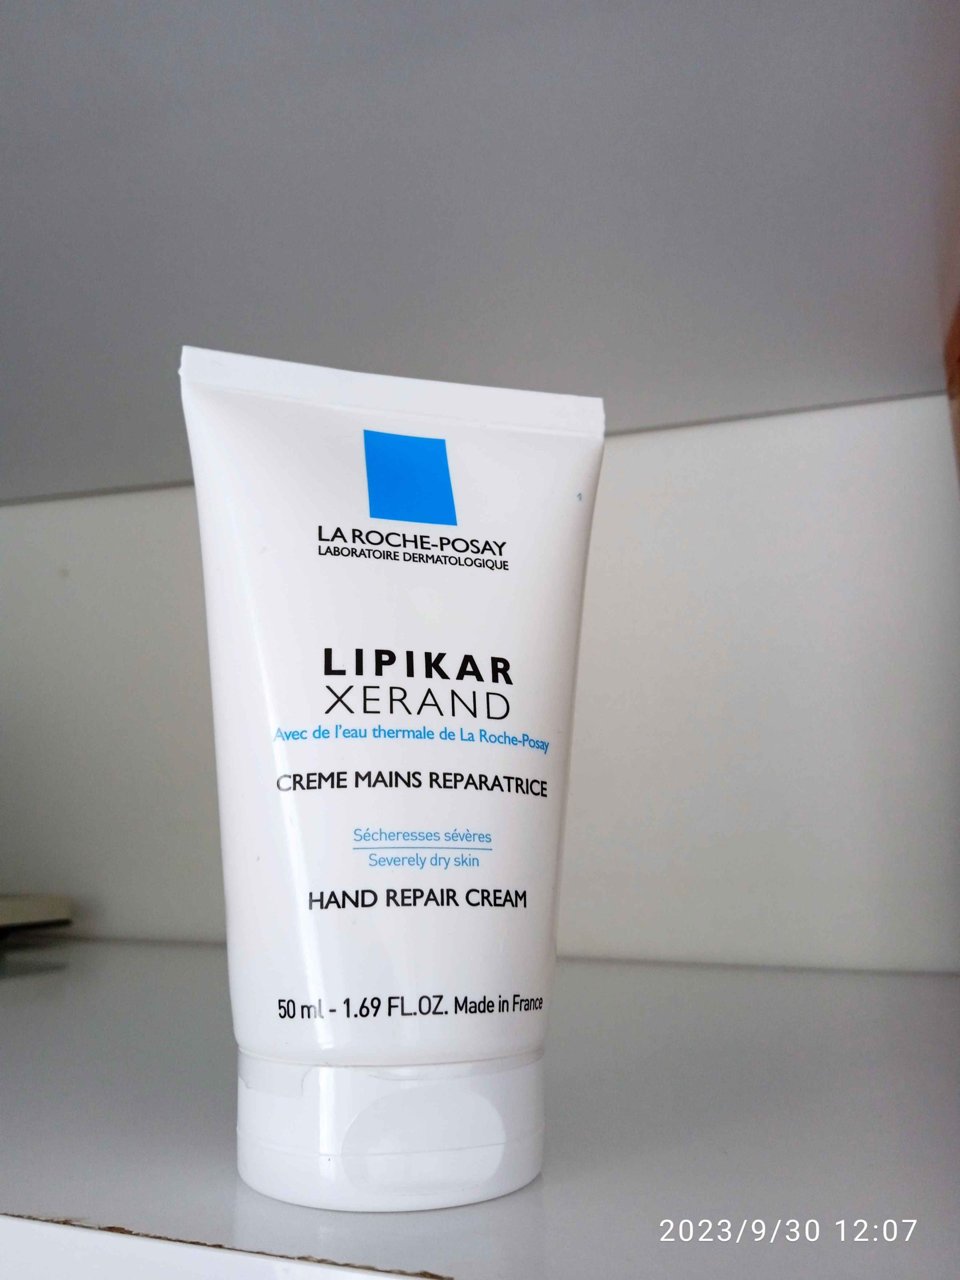 LA ROCHE-POSAY
LABORATOIRE DERMATOLOGIQUE
LIPIKAR
XERAND
Avec de l'eau thermale de La Roche-Posay
CREME MAINS REPARATRICE
Sécheresses sévères
Severely dry skin
HAND REPAIR CREAM
50 ml - 1.69 FL.OZ. Made in France
2023/9/30 12:07